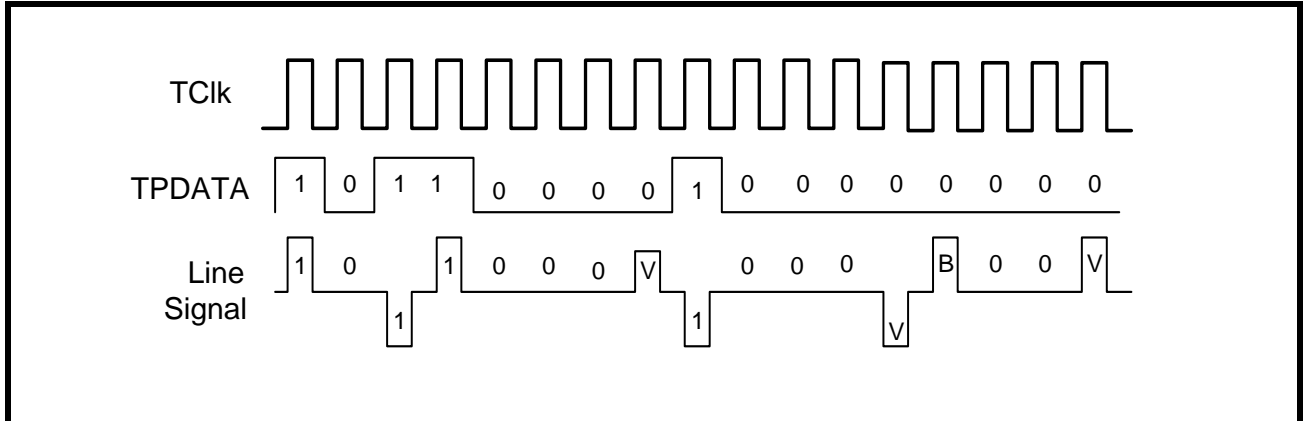 TClk
TPDATA 1 0 1 1 0 0 0 0 1 0 0 0 0 0 0 0
Line Signal 1 0 1 1 0 0 0 V 1 0 0 0 V B 0 0 V